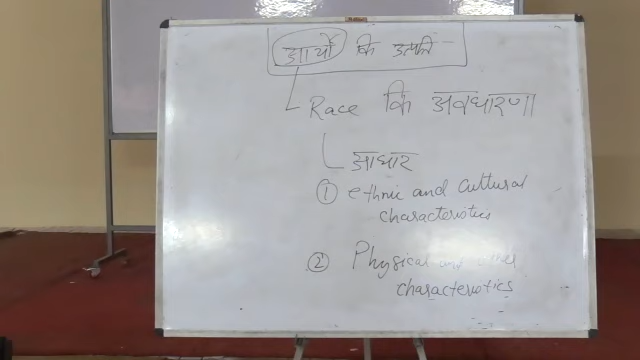 आर्यो कि उत्पत्ति
Race कि अवधारणा
आधार
① ethnic and cultural
characteristics
② Physical and other
characteristics